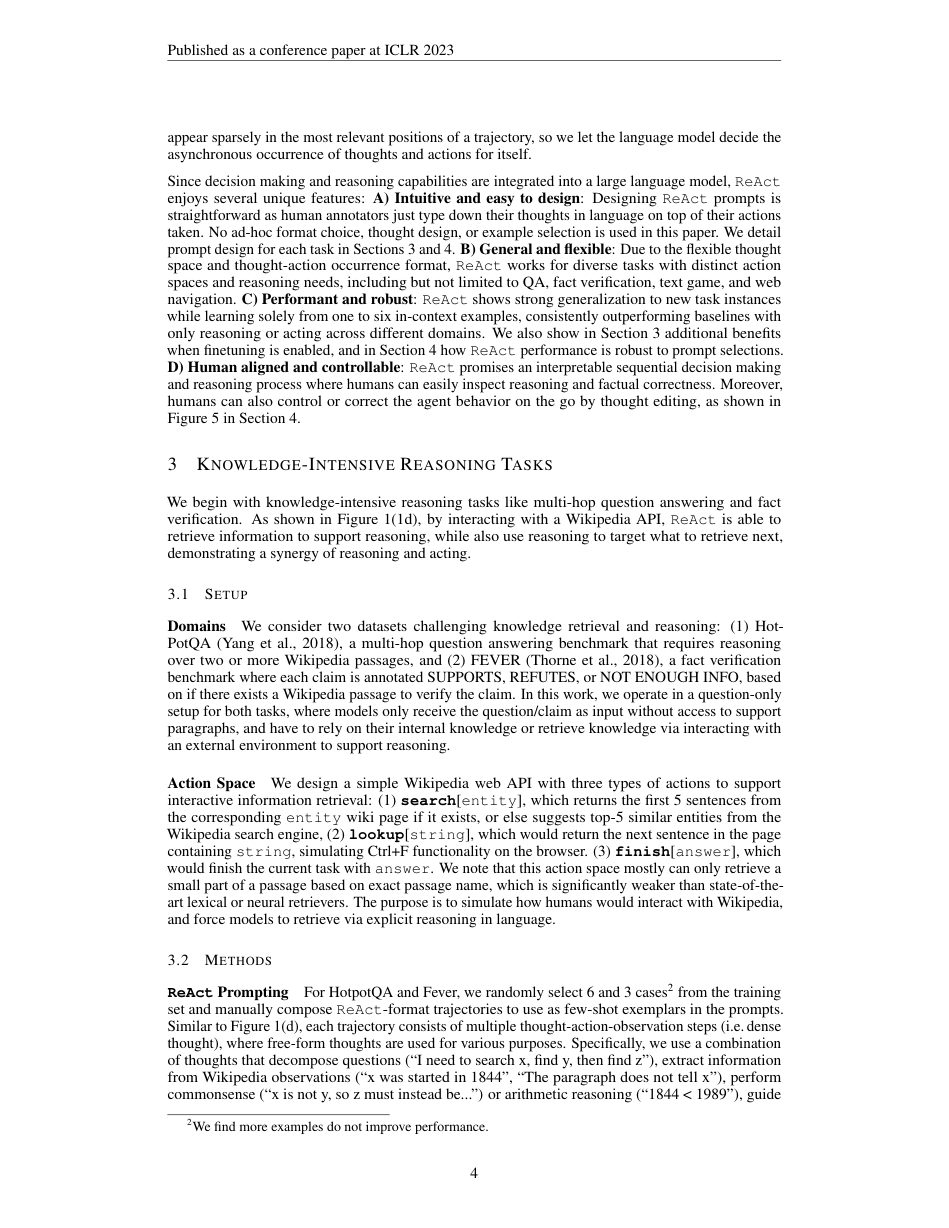 Published as a conference paper at ICLR 2023
appear sparsely in the most relevant positions of a trajectory, so we let the language model decide the
asynchronous occurrence of thoughts and actions for itself.
Since decision making and reasoning capabilities are integrated into a large language model, ReAct
enjoys several unique features: A) Intuitive and easy to design: Designing ReAct prompts is
straightforward as human annotators just type down their thoughts in language on top of their actions
taken. No ad-hoc format choice, thought design, or example selection is used in this paper. We detail
prompt design for each task in Sections 3 and 4. B) General and flexible: Due to the flexible thought
space and thought-action occurrence format, ReAct works for diverse tasks with distinct action
spaces and reasoning needs, including but not limited to QA, fact verification, text game, and web
navigation. C) Performant and robust: ReAct shows strong generalization to new task instances
while learning solely from one to six in-context examples, consistently outperforming baselines with
only reasoning or acting across different domains. We also show in Section 3 additional benefits
when finetuning is enabled, and in Section 4 how ReAct performance is robust to prompt selections.
D) Human aligned and controllable: ReAct promises an interpretable sequential decision making
and reasoning process where humans can easily inspect reasoning and factual correctness. Moreover,
humans can also control or correct the agent behavior on the go by thought editing, as shown in
Figure 5 in Section 4.
3 KNOWLEDGE-INTENSIVE REASONING TASKS
We begin with knowledge-intensive reasoning tasks like multi-hop question answering and fact
verification. As shown in Figure 1(1d), by interacting with a Wikipedia API, ReAct is able to
retrieve information to support reasoning, while also use reasoning to target what to retrieve next,
demonstrating a synergy of reasoning and acting.
3.1 SETUP
Domains We consider two datasets challenging knowledge retrieval and reasoning: (1) Hot-
PotQA (Yang et al., 2018), a multi-hop question answering benchmark that requires reasoning
over two or more Wikipedia passages, and (2) FEVER (Thorne et al., 2018), a fact verification
benchmark where each claim is annotated SUPPORTS, REFUTES, or NOT ENOUGH INFO, based
on if there exists a Wikipedia passage to verify the claim. In this work, we operate in a question-only
setup for both tasks, where models only receive the question/claim as input without access to support
paragraphs, and have to rely on their internal knowledge or retrieve knowledge via interacting with
an external environment to support reasoning.
Action Space We design a simple Wikipedia web API with three types of actions to support
interactive information retrieval: (1) search[entity], which returns the first 5 sentences from
the corresponding entity wiki page if it exists, or else suggests top-5 similar entities from the
Wikipedia search engine, (2) lookup[string], which would return the next sentence in the page
containing string, simulating Ctrl+F functionality on the browser. (3) finish[answer], which
would finish the current task with answer. We note that this action space mostly can only retrieve a
small part of a passage based on exact passage name, which is significantly weaker than state-of-the-
art lexical or neural retrievers. The purpose is to simulate how humans would interact with Wikipedia,
and force models to retrieve via explicit reasoning in language.
3.2 METHODS
ReAct Prompting For HotpotQA and Fever, we randomly select 6 and 3 cases² from the training
set and manually compose ReAct-format trajectories to use as few-shot exemplars in the prompts.
Similar to Figure 1(d), each trajectory consists of multiple thought-action-observation steps (i.e. dense
thought), where free-form thoughts are used for various purposes. Specifically, we use a combination
of thoughts that decompose questions (“I need to search x, find y, then find z”), extract information
from Wikipedia observations (“x was started in 1844”, “The paragraph does not tell x”), perform
commonsense (“x is not y, so z must instead be...”) or arithmetic reasoning (“1844 < 1989”), guide
²We find more examples do not improve performance.
4